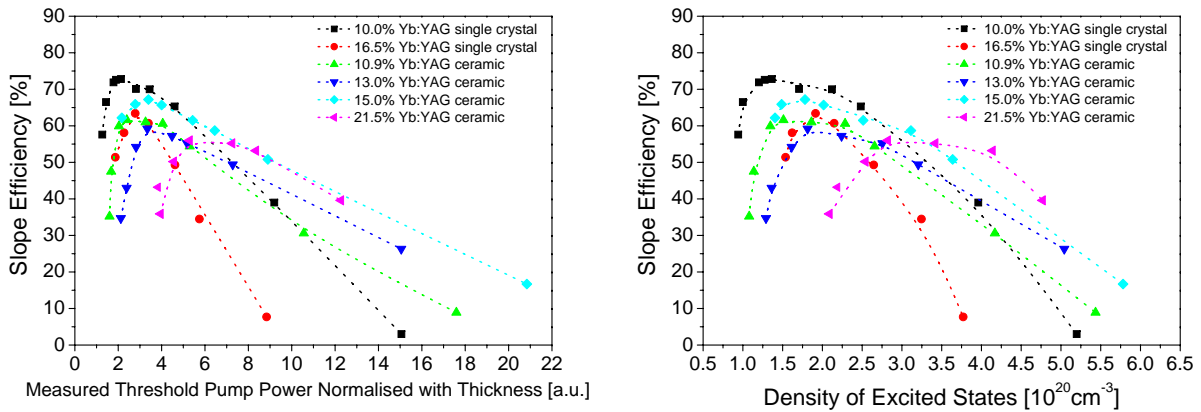 90
80
70
60
50
40
30
20
10
0
Slope Efficiency [%]
10.0% Yb:YAG single crystal
16.5% Yb:YAG single crystal
10.9% Yb:YAG ceramic
13.0% Yb:YAG ceramic
15.0% Yb:YAG ceramic
21.5% Yb:YAG ceramic
0 2 4 6 8 10 12 14 16 18 20 22
Measured Threshold Pump Power Normalised with Thickness [a.u.]
90
80
70
60
50
40
30
20
10
0
Slope Efficiency [%]
10.0% Yb:YAG single crystal
16.5% Yb:YAG single crystal
10.9% Yb:YAG ceramic
13.0% Yb:YAG ceramic
15.0% Yb:YAG ceramic
21.5% Yb:YAG ceramic
0.5 1.0 1.5 2.0 2.5 3.0 3.5 4.0 4.5 5.0 5.5 6.0 6.5
Density of Excited States [10²⁰cm⁻³]